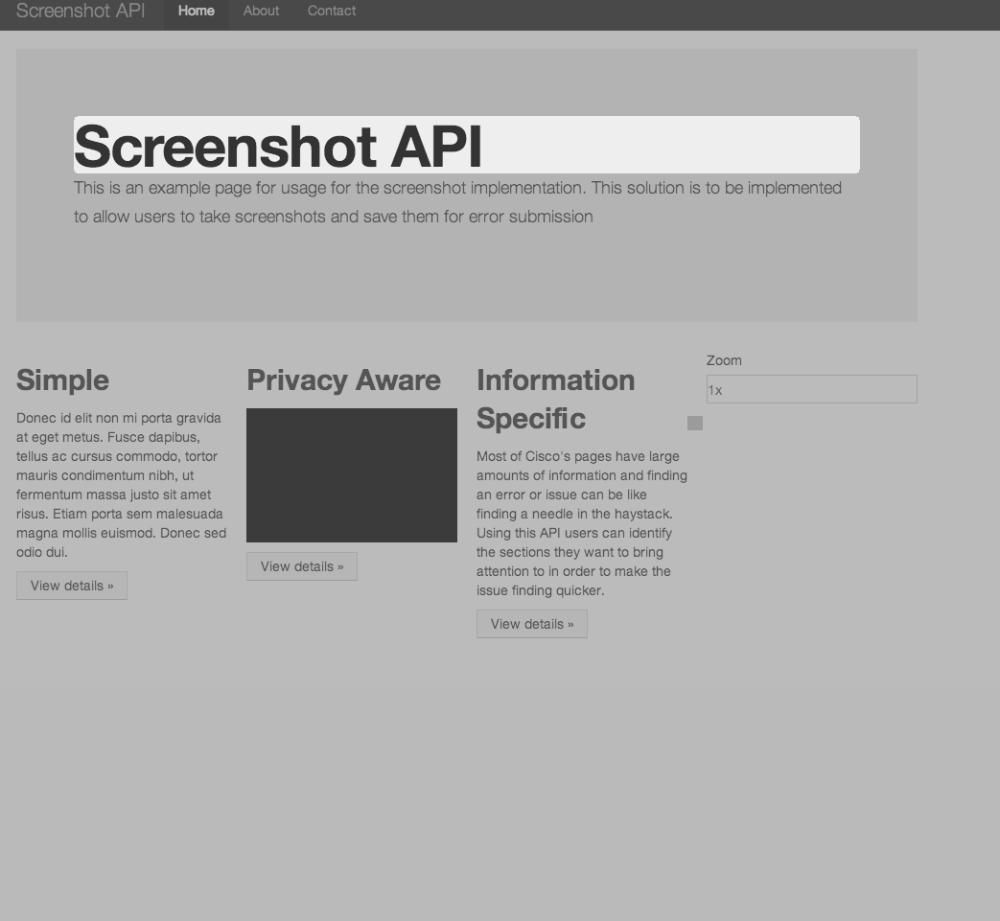 Screenshot API Home About Contact
Screenshot API
This is an example page for usage for the screenshot implementation. This solution is to be implemented
to allow users to take screenshots and save them for error submission
Simple
Donec id elit non mi porta gravida
at eget metus. Fusce dapibus,
tellus ac cursus commodo, tortor
mauris condimentum nibh, ut
fermentum massa justo sit amet
risus. Etiam porta sem malesuada
magna mollis euismod. Donec sed
odio dui.
View details »
Privacy Aware
View details »
Information
Specific
Most of Cisco's pages have large
amounts of information and finding
an error or issue can be like
finding a needle in the haystack.
Using this API users can identify
the sections they want to bring
attention to in order to make the
issue finding quicker.
View details »
Zoom
1x